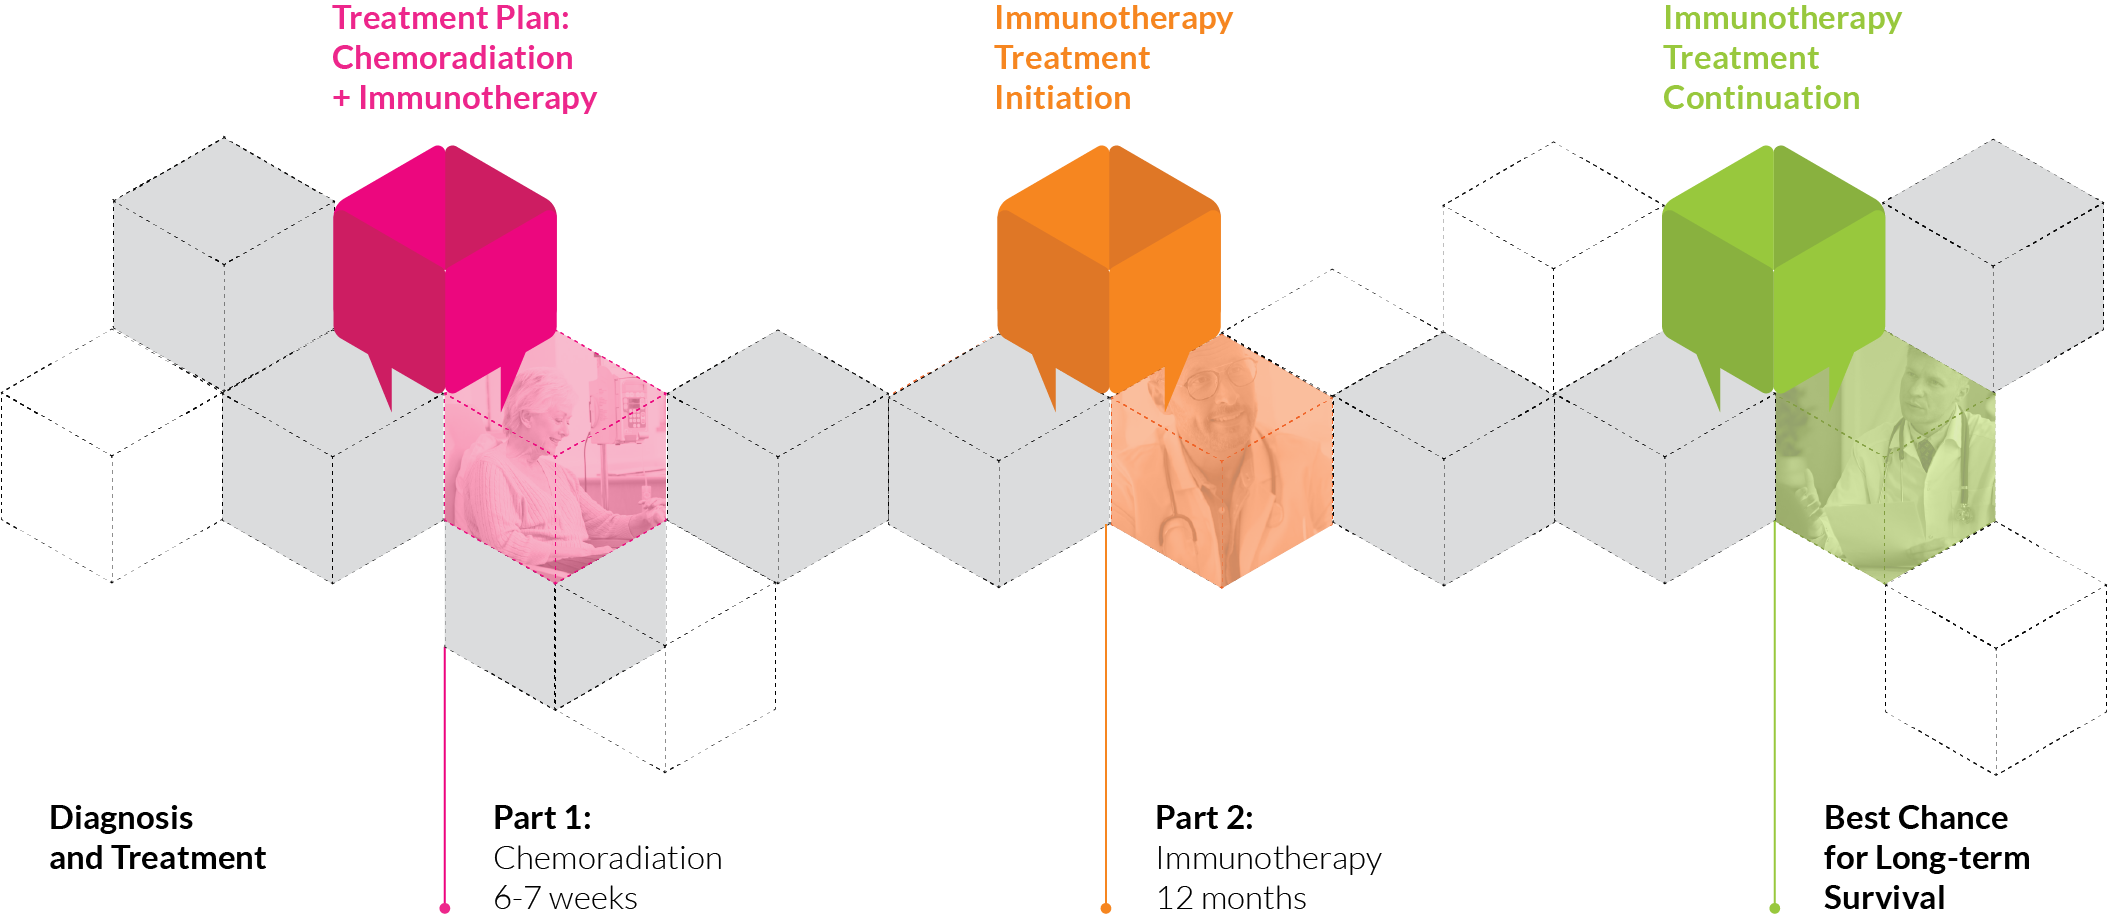 Treatment Plan:
Chemoradiation
+ Immunotherapy
Immunotherapy
Treatment
Initiation
Immunotherapy
Treatment
Continuation
Diagnosis
and Treatment
Part 1:
Chemoradiation
6-7 weeks
Part 2:
Immunotherapy
12 months
Best Chance
for Long-term
Survival